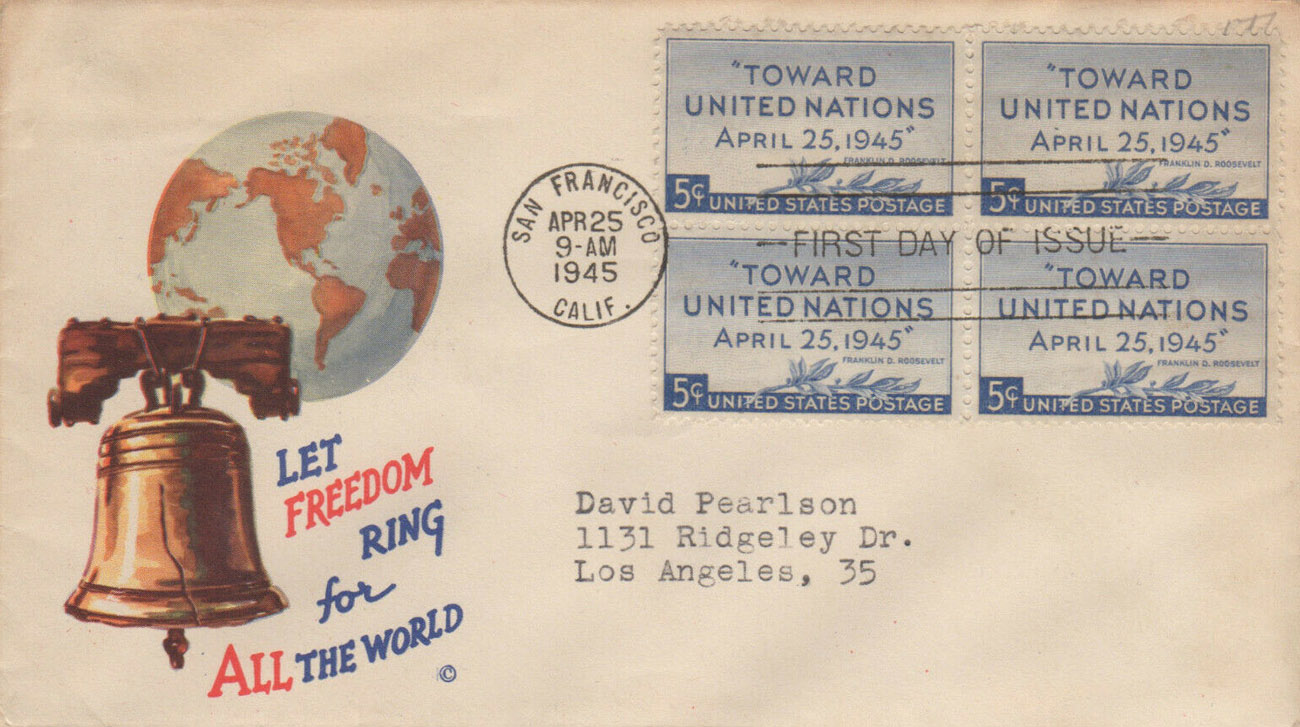 "TOWARD
UNITED NATIONS
APRIL 25, 1945"
FRANKLIN D. ROOSEVELT
5¢ UNITED STATES POSTAGE
"TOWARD
UNITED NATIONS
APRIL 25, 1945"
FRANKLIN D. ROOSEVELT
5¢ UNITED STATES POSTAGE
SAN FRANCISCO
APR 25
9-AM
1945
CALIF.
—FIRST DAY OF ISSUE—
"TOWARD
UNITED NATIONS
APRIL 25, 1945"
FRANKLIN D. ROOSEVELT
5¢ UNITED STATES POSTAGE
"TOWARD
UNITED NATIONS
APRIL 25, 1945"
FRANKLIN D. ROOSEVELT
5¢ UNITED STATES POSTAGE
LET
FREEDOM
RING
for
ALL THE WORLD
©
David Pearlson
1131 Ridgeley Dr.
Los Angeles, 35